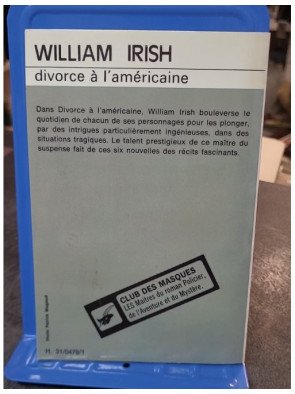 WILLIAM IRISH
divorce à l'américaine
Dans Divorce à l'américaine, William Irish bouleverse le
quotidien de chacun de ses personnages pour les plonger,
par des intrigues particulièrement ingénieuses, dans des
situations tragiques. Le talent prestigieux de ce maître du
suspense fait de ces six nouvelles des récits fascinants.
CLUB DES MASQUES
LES Maîtres du roman Policier,
de l'Aventure et du Mystère.
H. 31/0479/1